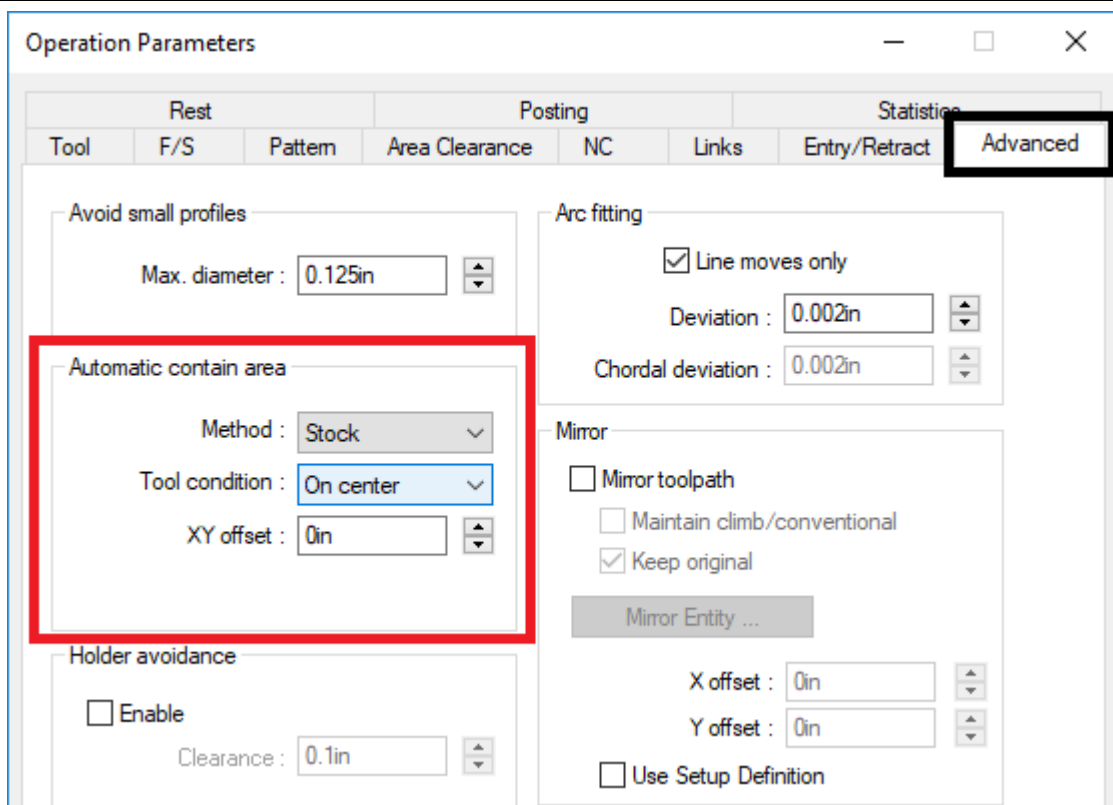 Operation Parameters
Rest Posting Statistics
Tool F/S Pattern Area Clearance NC Links Entry/Retract Advanced
Avoid small profiles
Max. diameter : 0.125in
Automatic contain area
Method : Stock
Tool condition : On center
XY offset : 0in
Holder avoidance
Enable
Clearance : 0.1in
Arc fitting
Line moves only
Deviation : 0.002in
Chordal deviation : 0.002in
Mirror
Mirror toolpath
Maintain climb/conventional
Keep original
Mirror Entity ...
X offset : 0in
Y offset : 0in
Use Setup Definition